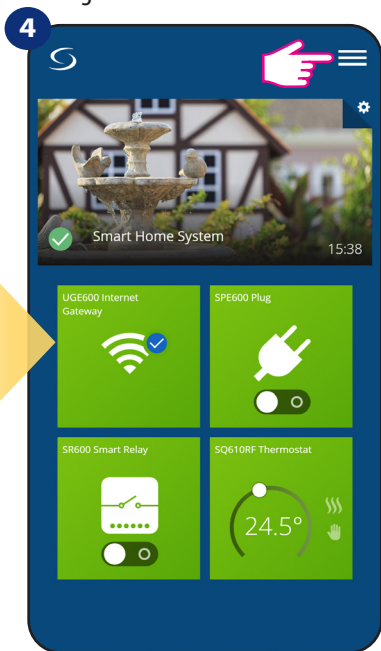 4
Smart Home System
15:38
UGE600 Internet
Gateway
SPE600 Plug
SR600 Smart Relay
SQ610RF Thermostat
24.5°